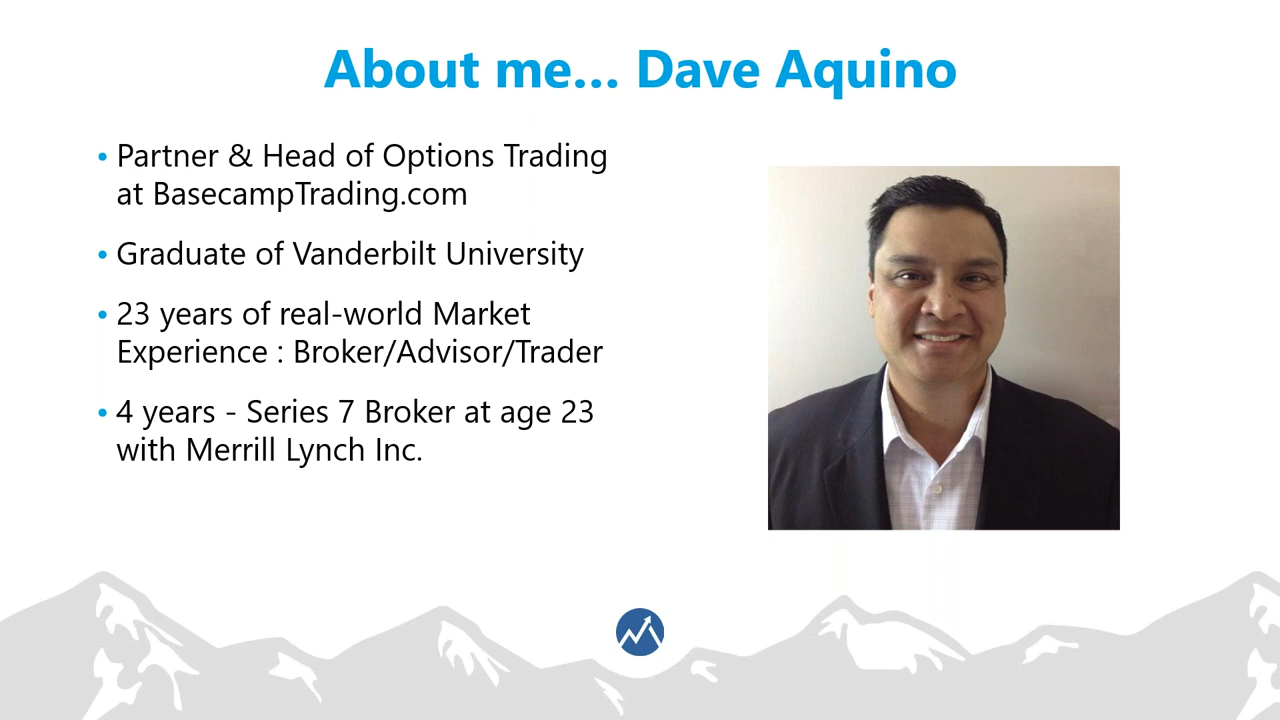 About me... Dave Aquino
• Partner & Head of Options Trading
at BasecampTrading.com
• Graduate of Vanderbilt University
• 23 years of real-world Market
Experience : Broker/Advisor/Trader
• 4 years - Series 7 Broker at age 23
with Merrill Lynch Inc.